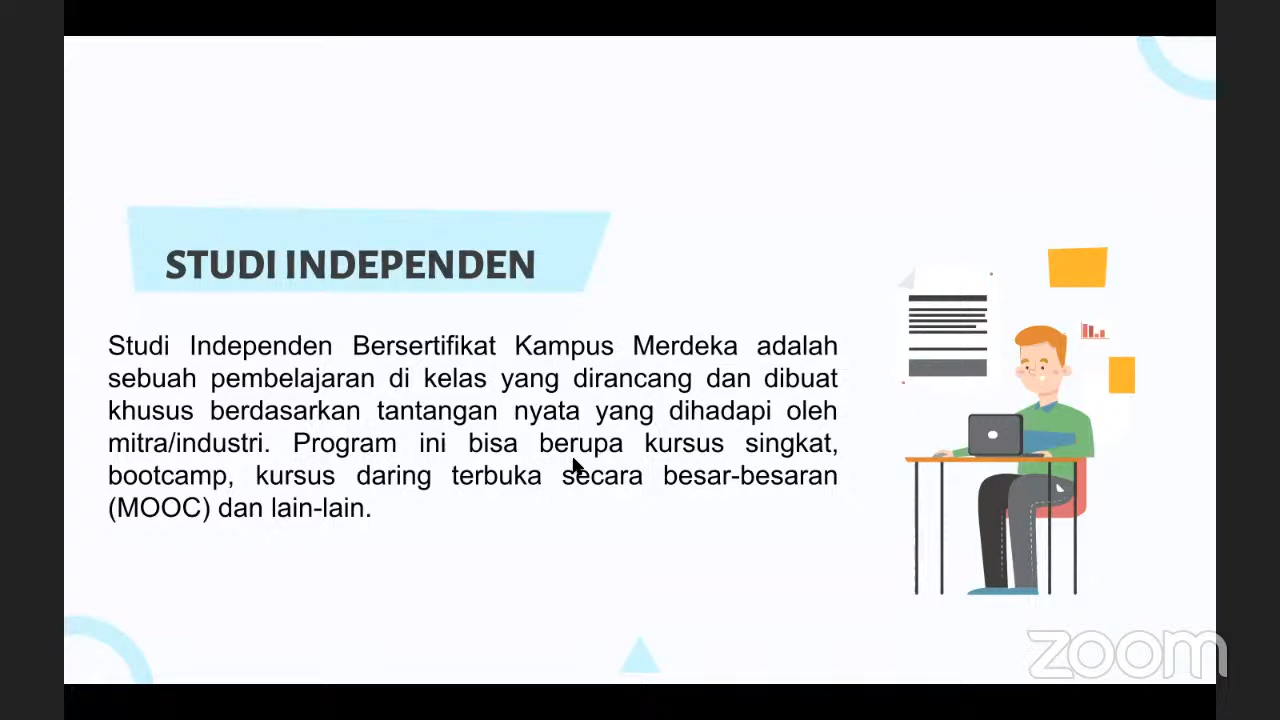 STUDI INDEPENDEN
Studi Independen Bersertifikat Kampus Merdeka adalah
sebuah pembelajaran di kelas yang dirancang dan dibuat
khusus berdasarkan tantangan nyata yang dihadapi oleh
mitra/industri. Program ini bisa berupa kursus singkat,
bootcamp, kursus daring terbuka secara besar-besaran
(MOOC) dan lain-lain.
zoom